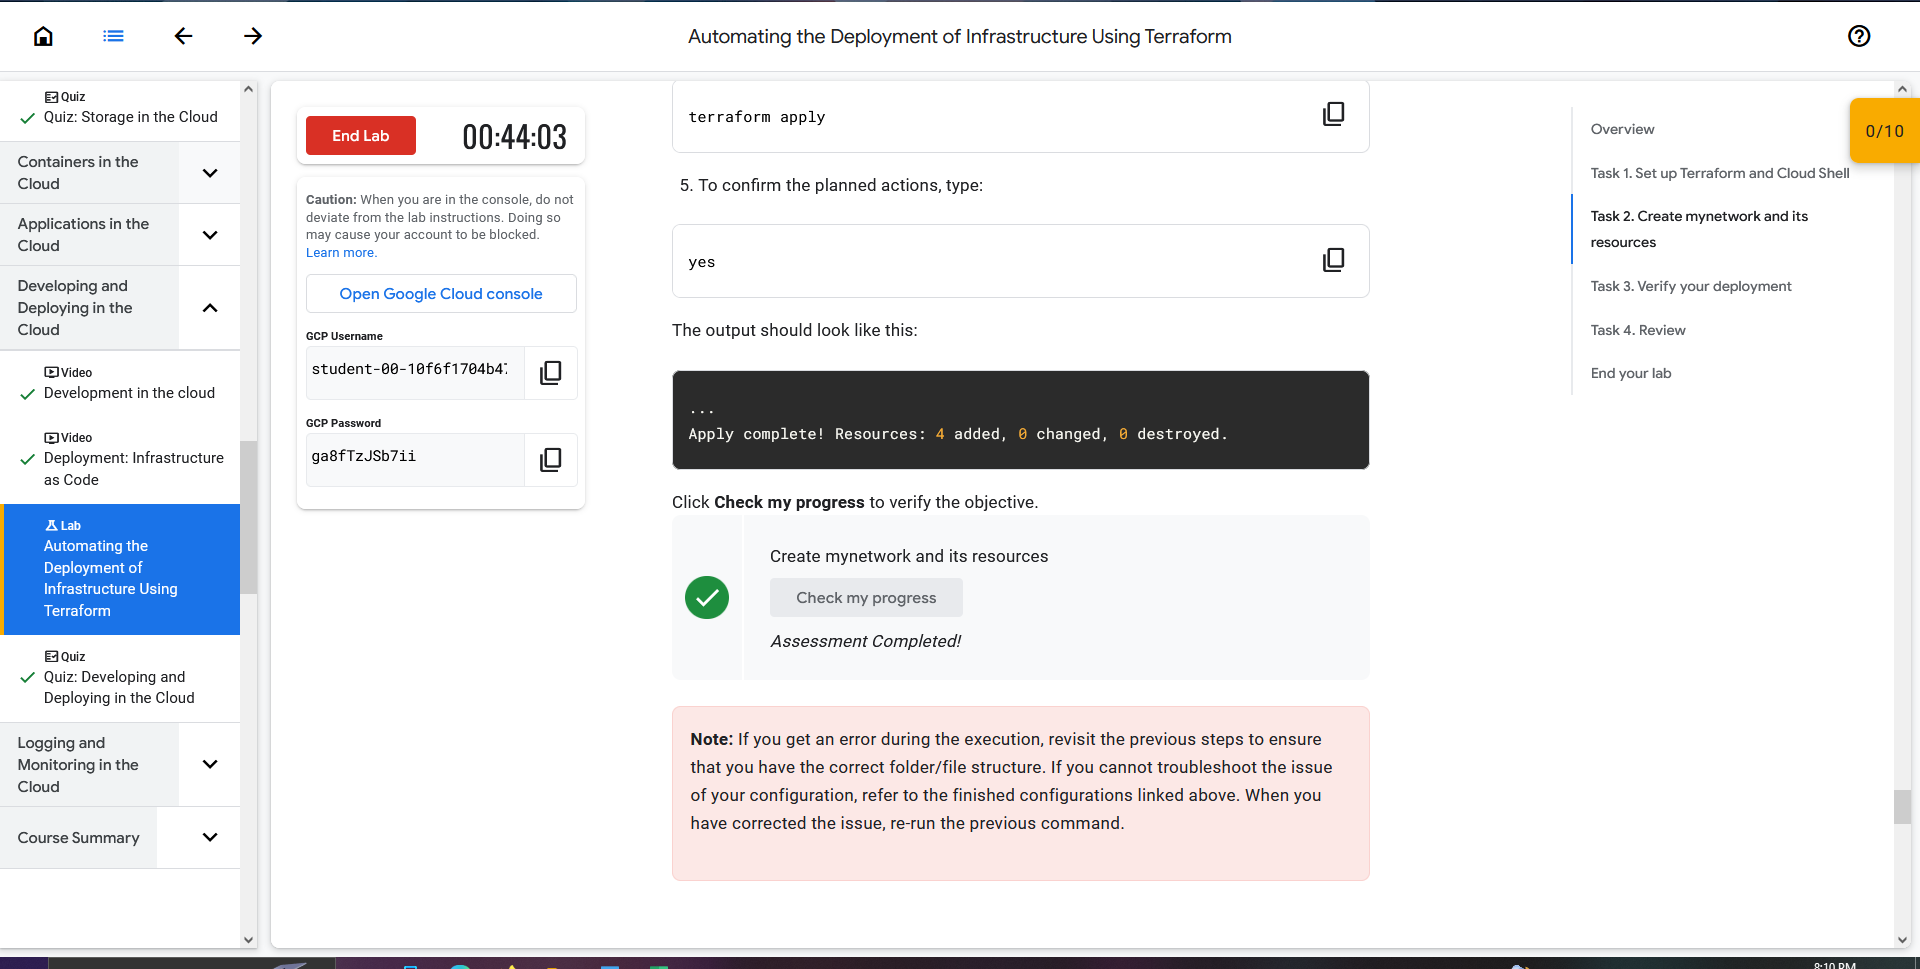 Automating the Deployment of Infrastructure Using Terraform
Quiz
Quiz: Storage in the Cloud
Containers in the
Cloud
Applications in the
Cloud
Developing and
Deploying in the
Cloud
Video
Development in the cloud
Video
Deployment: Infrastructure
as Code
Lab
Automating the
Deployment of
Infrastructure Using
Terraform
Quiz
Quiz: Developing and
Deploying in the Cloud
Logging and
Monitoring in the
Cloud
Course Summary
End Lab
00:44:03
Caution: When you are in the console, do not
deviate from the lab instructions. Doing so
may cause your account to be blocked.
Learn more.
Open Google Cloud console
GCP Username
student-00-10f6f1704b47
GCP Password
ga8fTzJSb7ii
terraform apply
5. To confirm the planned actions, type:
yes
The output should look like this:
...
Apply complete! Resources: 4 added, 0 changed, 0 destroyed.
Click Check my progress to verify the objective.
Create mynetwork and its resources
Check my progress
Assessment Completed!
Note: If you get an error during the execution, revisit the previous steps to ensure
that you have the correct folder/file structure. If you cannot troubleshoot the issue
of your configuration, refer to the finished configurations linked above. When you
have corrected the issue, re-run the previous command.
Overview
Task 1. Set up Terraform and Cloud Shell
Task 2. Create mynetwork and its
resources
Task 3. Verify your deployment
Task 4. Review
End your lab
0/10
8:10 PM